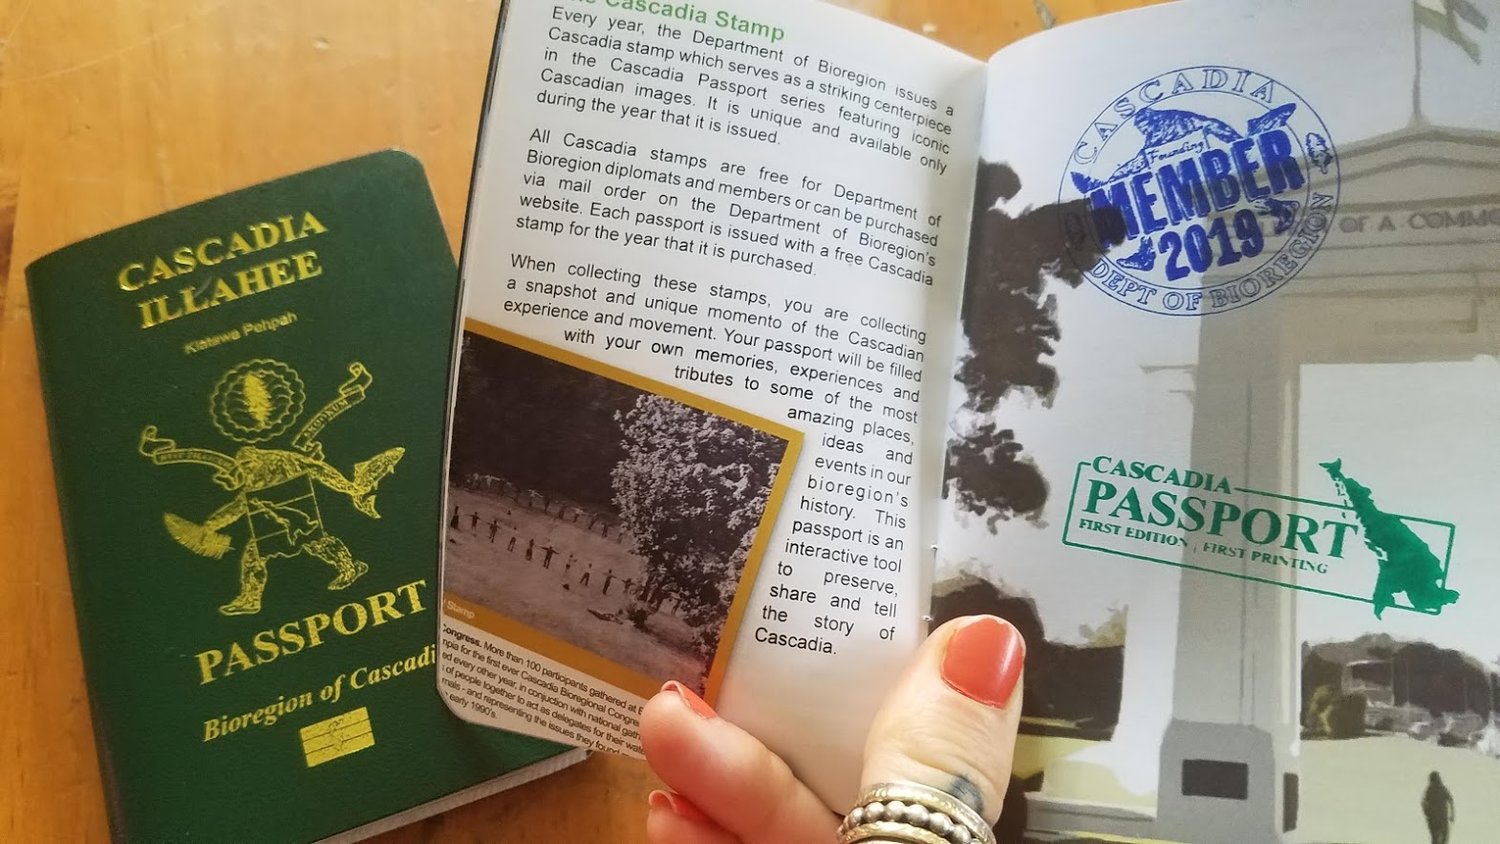 CASCADIA
ILLAHEE
Klatawa Pehpah
PASSPORT
Bioregion of Cascadi
Cascadia Stamp
Every year, the Department of Bioregion issues a
Cascadia stamp which serves as a striking centerpiece
in the Cascadia Passport series featuring iconic
Cascadian images. It is unique and available only
during the year that it is issued.
All Cascadia stamps are free for Department of
Bioregion diplomats and members or can be purchased
via mail order on the Department of Bioregion's
website. Each passport is issued with a free Cascadia
stamp for the year that it is purchased.
When collecting these stamps, you are collecting
a snapshot and unique momento of the Cascadian
experience and movement. Your passport will be filled
with your own memories, experiences and
tributes to some of the most
amazing places,
ideas and
events in our
bioregion's
history. This
passport is an
interactive tool
to preserve,
share and tell
the story of
Cascadia.
Stamp
Congress. More than 100 participants gathered at
for the first ever Cascadia Bioregional Congre
every other year, in conjuction with national gath
of people together to act as delegates for their wate
- and representing the issues they found
early 1990's.
CASCADIA
Founding
MEMBER
2019
DEPT OF BIOREGION
OF A COMMO
CASCADIA
PASSPORT
FIRST EDITION FIRST PRINTING